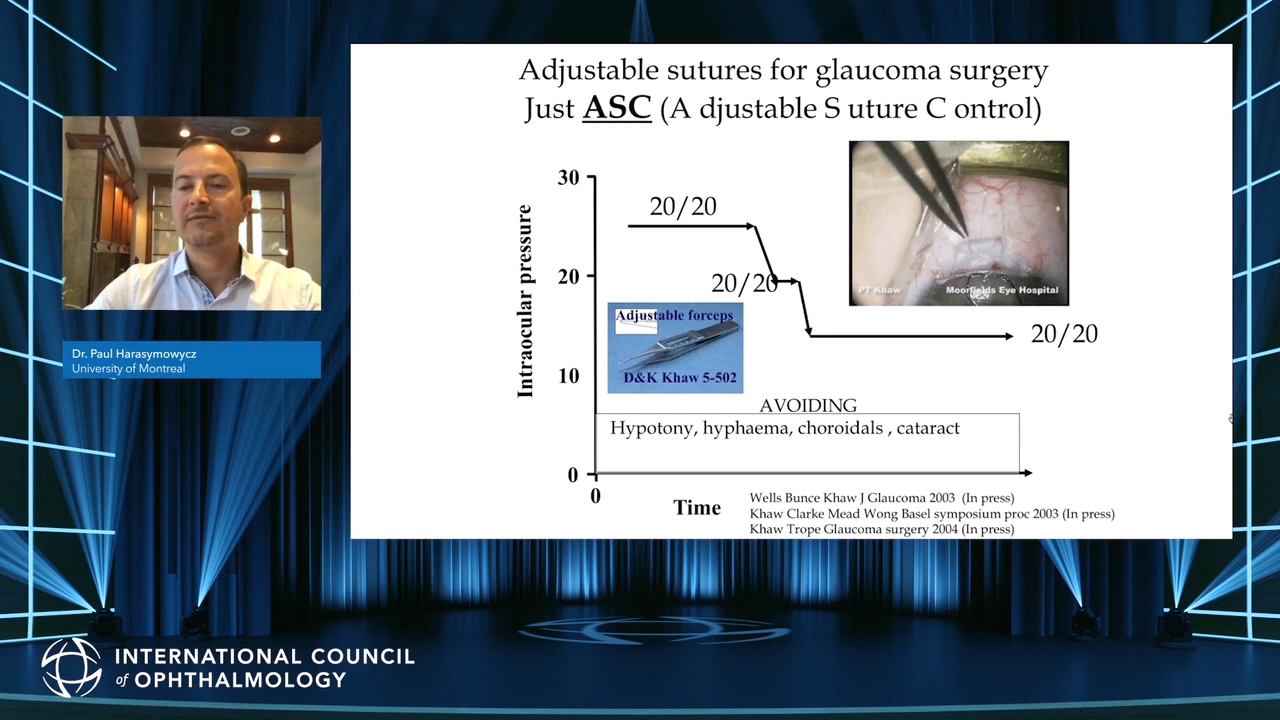 Adjustable sutures for glaucoma surgery
Just ASC (A djustable S uture C ontrol)
30
20/20
20
20/20
Intraocular pressure
PT Khaw
Moorfields Eye Hospital
Adjustable forceps
D&K Khaw 5-502
20/20
10
AVOIDING
Hypotony, hyphaema, choroidals , cataract
0
0
Time
Wells Bunce Khaw J Glaucoma 2003 (In press)
Khaw Clarke Mead Wong Basel symposium proc 2003 (In press)
Khaw Trope Glaucoma surgery 2004 (In press)
Dr. Paul Harasymowycz
University of Montreal
INTERNATIONAL COUNCIL
of OPHTHALMOLOGY